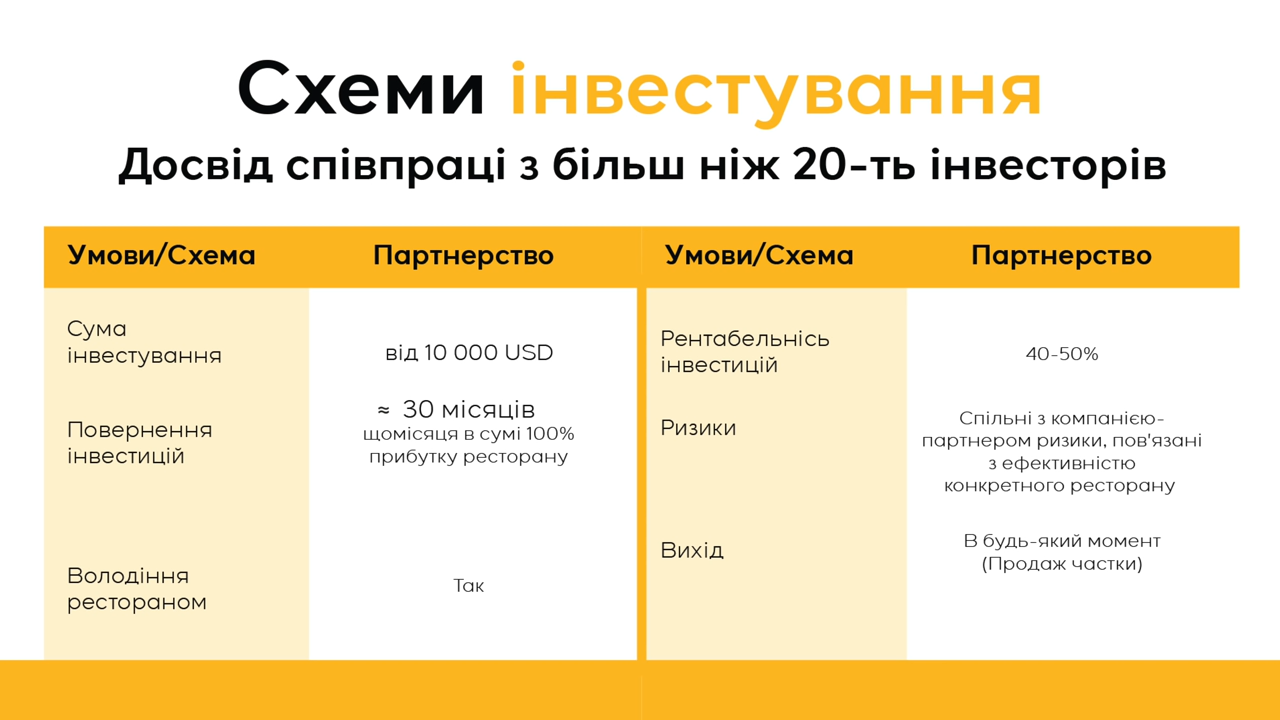 Схеми інвестування
Досвід співпраці з більш ніж 20-ть інвесторів
Умови/Схема
Партнерство
Сума
інвестування
від 10 000 USD
Повернення
інвестицій
≈ 30 місяців
щомісяця в сумі 100%
прибутку ресторану
Володіння
рестораном
Так
Умови/Схема
Партнерство
Рентабельнісь
інвестицій
40-50%
Ризики
Спільні з компанією-
партнером ризики, пов'язані
з ефективністю
конкретного ресторану
Вихід
В будь-який момент
(Продаж частки)